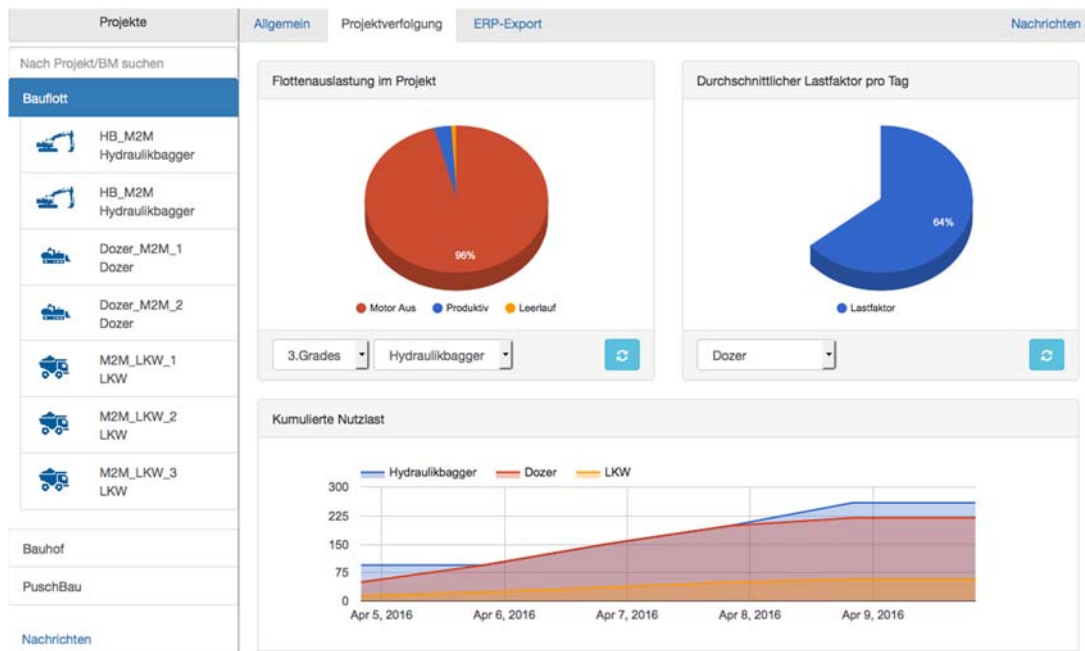 Projekte
Nach Projekt/BM suchen
Bauflott
HB_M2M
Hydraulikbagger
HB_M2M
Hydraulikbagger
Dozer_M2M_1
Dozer
Dozer_M2M_2
Dozer
M2M_LKW_1
LKW
M2M_LKW_2
LKW
M2M_LKW_3
LKW
Bauhof
PuschBau
Nachrichten
Allgemein Projektverfolgung ERP-Export Nachrichten
Flottenauslastung im Projekt
96%
Motor Aus Produktiv Leerlauf
3.Grades Hydraulikbagger
Durchschnittlicher Lastfaktor pro Tag
64%
Lastfaktor
Dozer
Kumulierte Nutzlast
Hydraulikbagger Dozer LKW
300
225
150
75
0
Apr 5, 2016 Apr 6, 2016 Apr 7, 2016 Apr 8, 2016 Apr 9, 2016